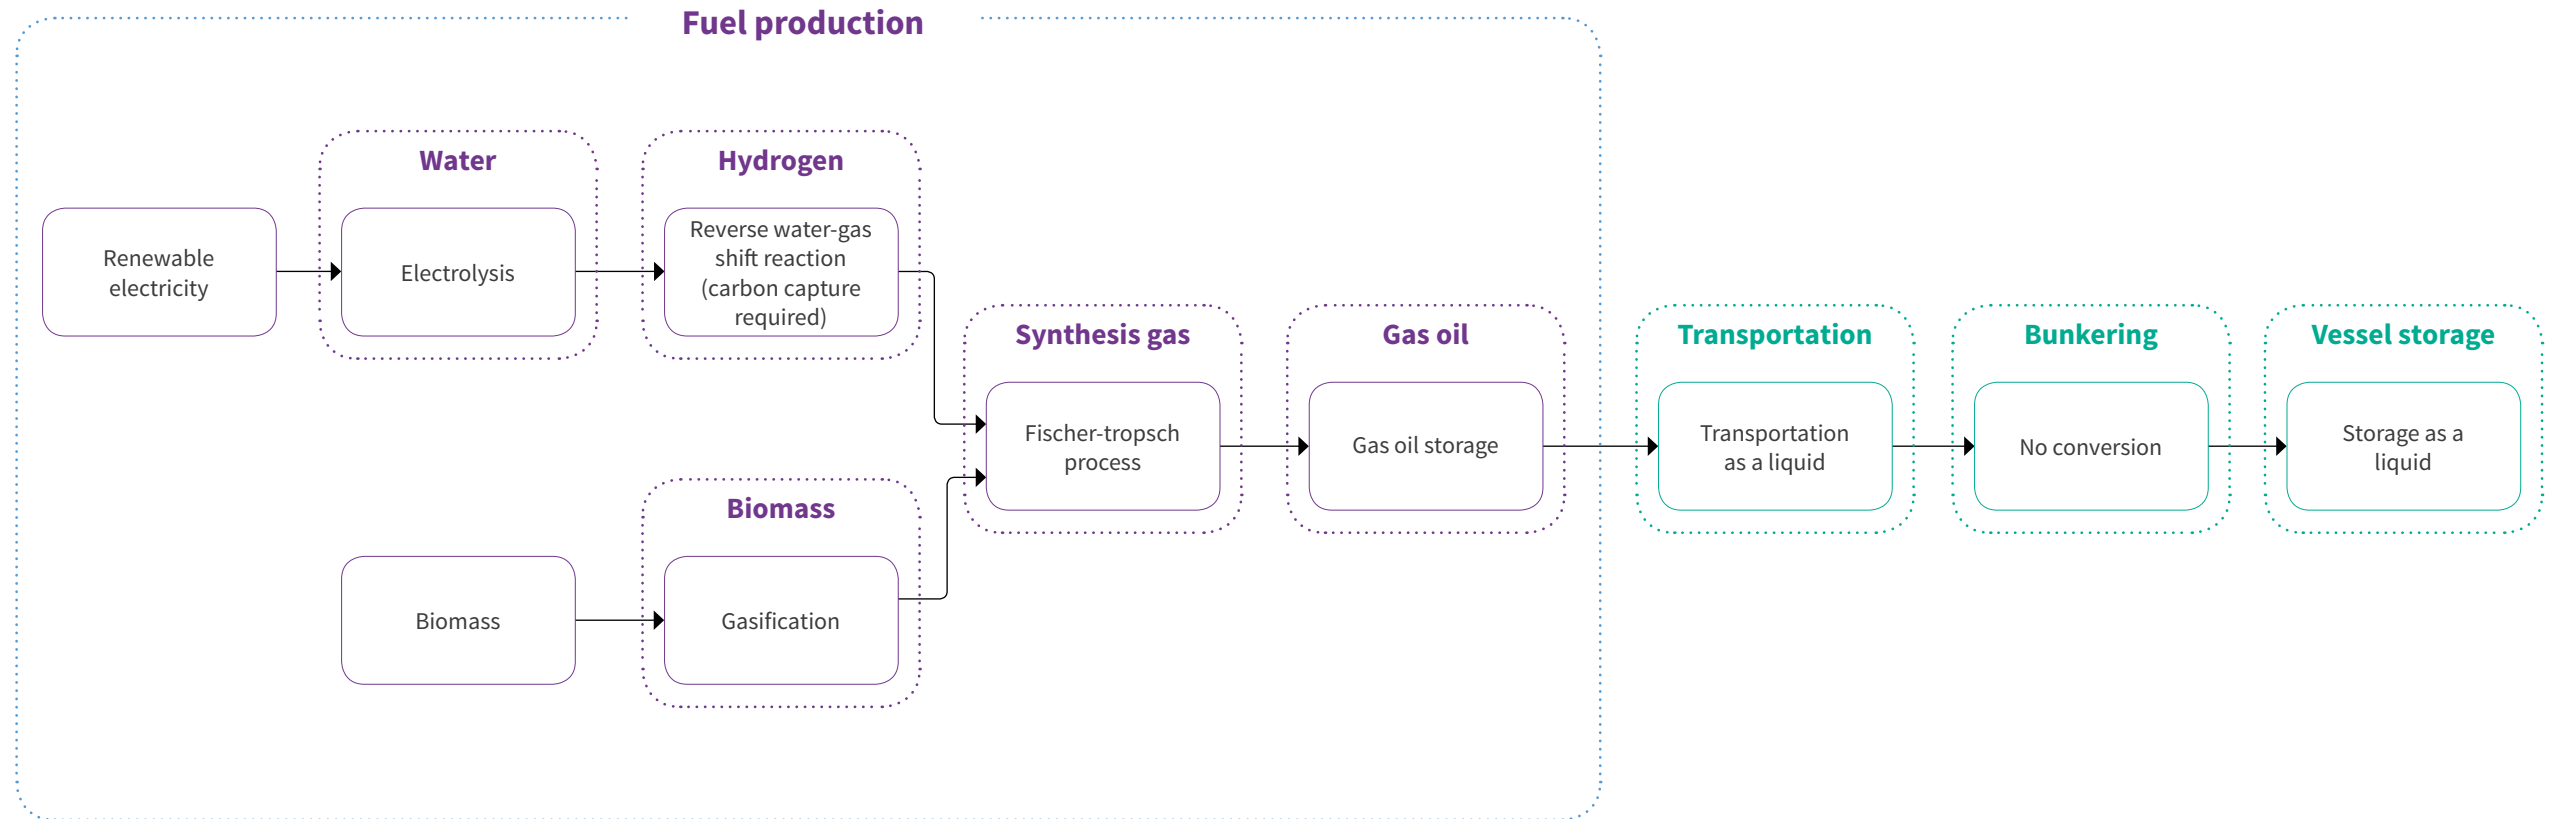 Fuel production
Water
Hydrogen
Renewable
electricity
Electrolysis
Reverse water-gas
shift reaction
(carbon capture
required)
Synthesis gas
Gas oil
Transportation
Bunkering
Vessel storage
Fischer-tropsch
process
Gas oil storage
Transportation
as a liquid
No conversion
Storage as a
liquid
Biomass
Biomass
Gasification